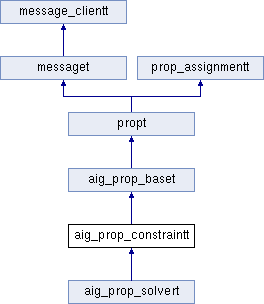 message_clientt
messaget
prop_assignmentt
propt
aig_prop_baset
aig_prop_constraintt
aig_prop_solvert